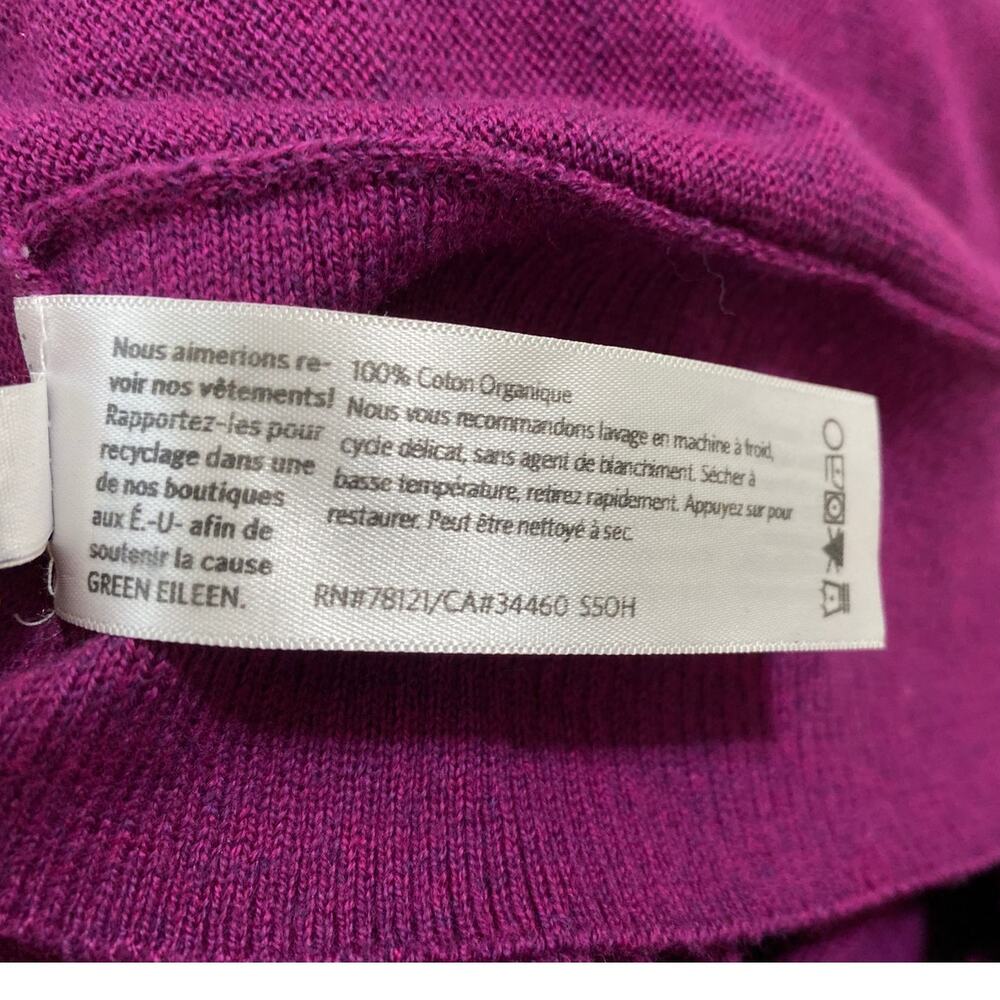 Nous aimerions re-
voir nos vêtements!
Rapportez-les pour
recyclage dans une
de nos boutiques
aux É.-U- afin de
soutenir la cause
GREEN EILEEN.
100% Coton Organique
Nous vous recommandons lavage en machine à froid,
cycle délicat, sans agent de blanchiment. Sécher à
basse température, retirez rapidement. Appuyez sur pour
restaurer. Peut être nettoyé à sec.
RN#78121/CA#34460 S5OH